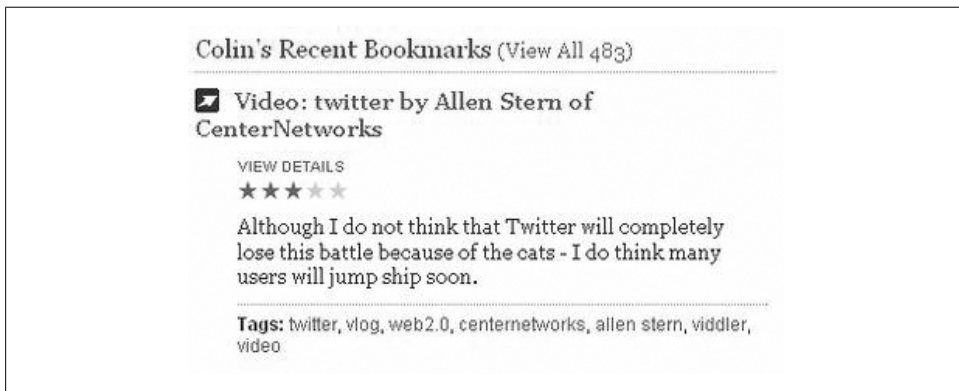 Colin's Recent Bookmarks (View All 483)
Video: twitter by Allen Stern of
CenterNetworks
VIEW DETAILS
Although I do not think that Twitter will completely
lose this battle because of the cats - I do think many
users will jump ship soon.
Tags: twitter, vlog, web2.0, centernetworks, allen stern, viddler,
video